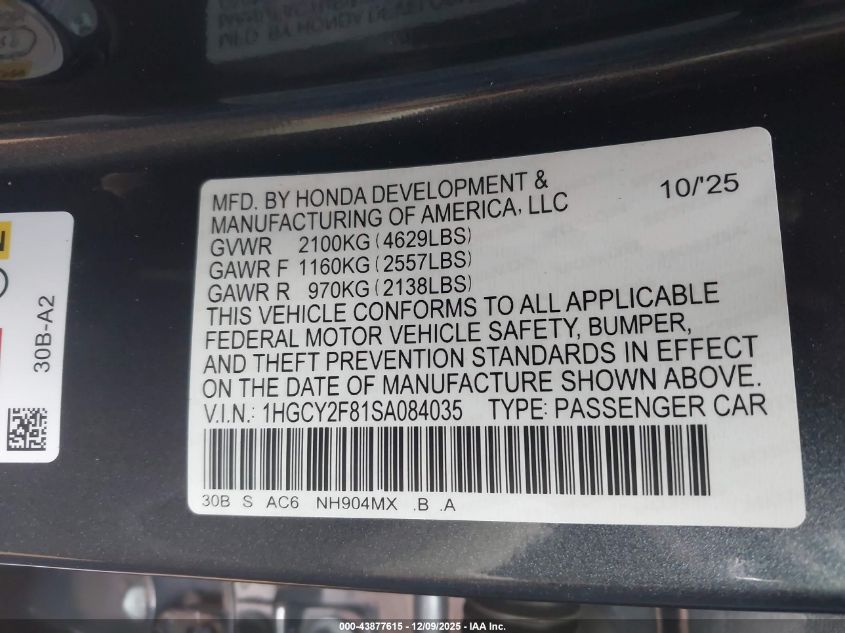 MFD. BY HONDA DEVELOPMENT &
MANUFACTURING OF AMERICA, LLC
10/'25
GVWR 2100KG (4629LBS)
GAWR F 1160KG (2557LBS)
GAWR R 970KG (2138LBS)
THIS VEHICLE CONFORMS TO ALL APPLICABLE
FEDERAL MOTOR VEHICLE SAFETY, BUMPER,
AND THEFT PREVENTION STANDARDS IN EFFECT
ON THE DATE OF MANUFACTURE SHOWN ABOVE.
V.I.N.: 1HGCY2F81SA084035 TYPE: PASSENGER CAR
30B S AC6 NH904MX .B .A
30B-A2
000-43877615 - 12/09/2025 - IAA Inc.